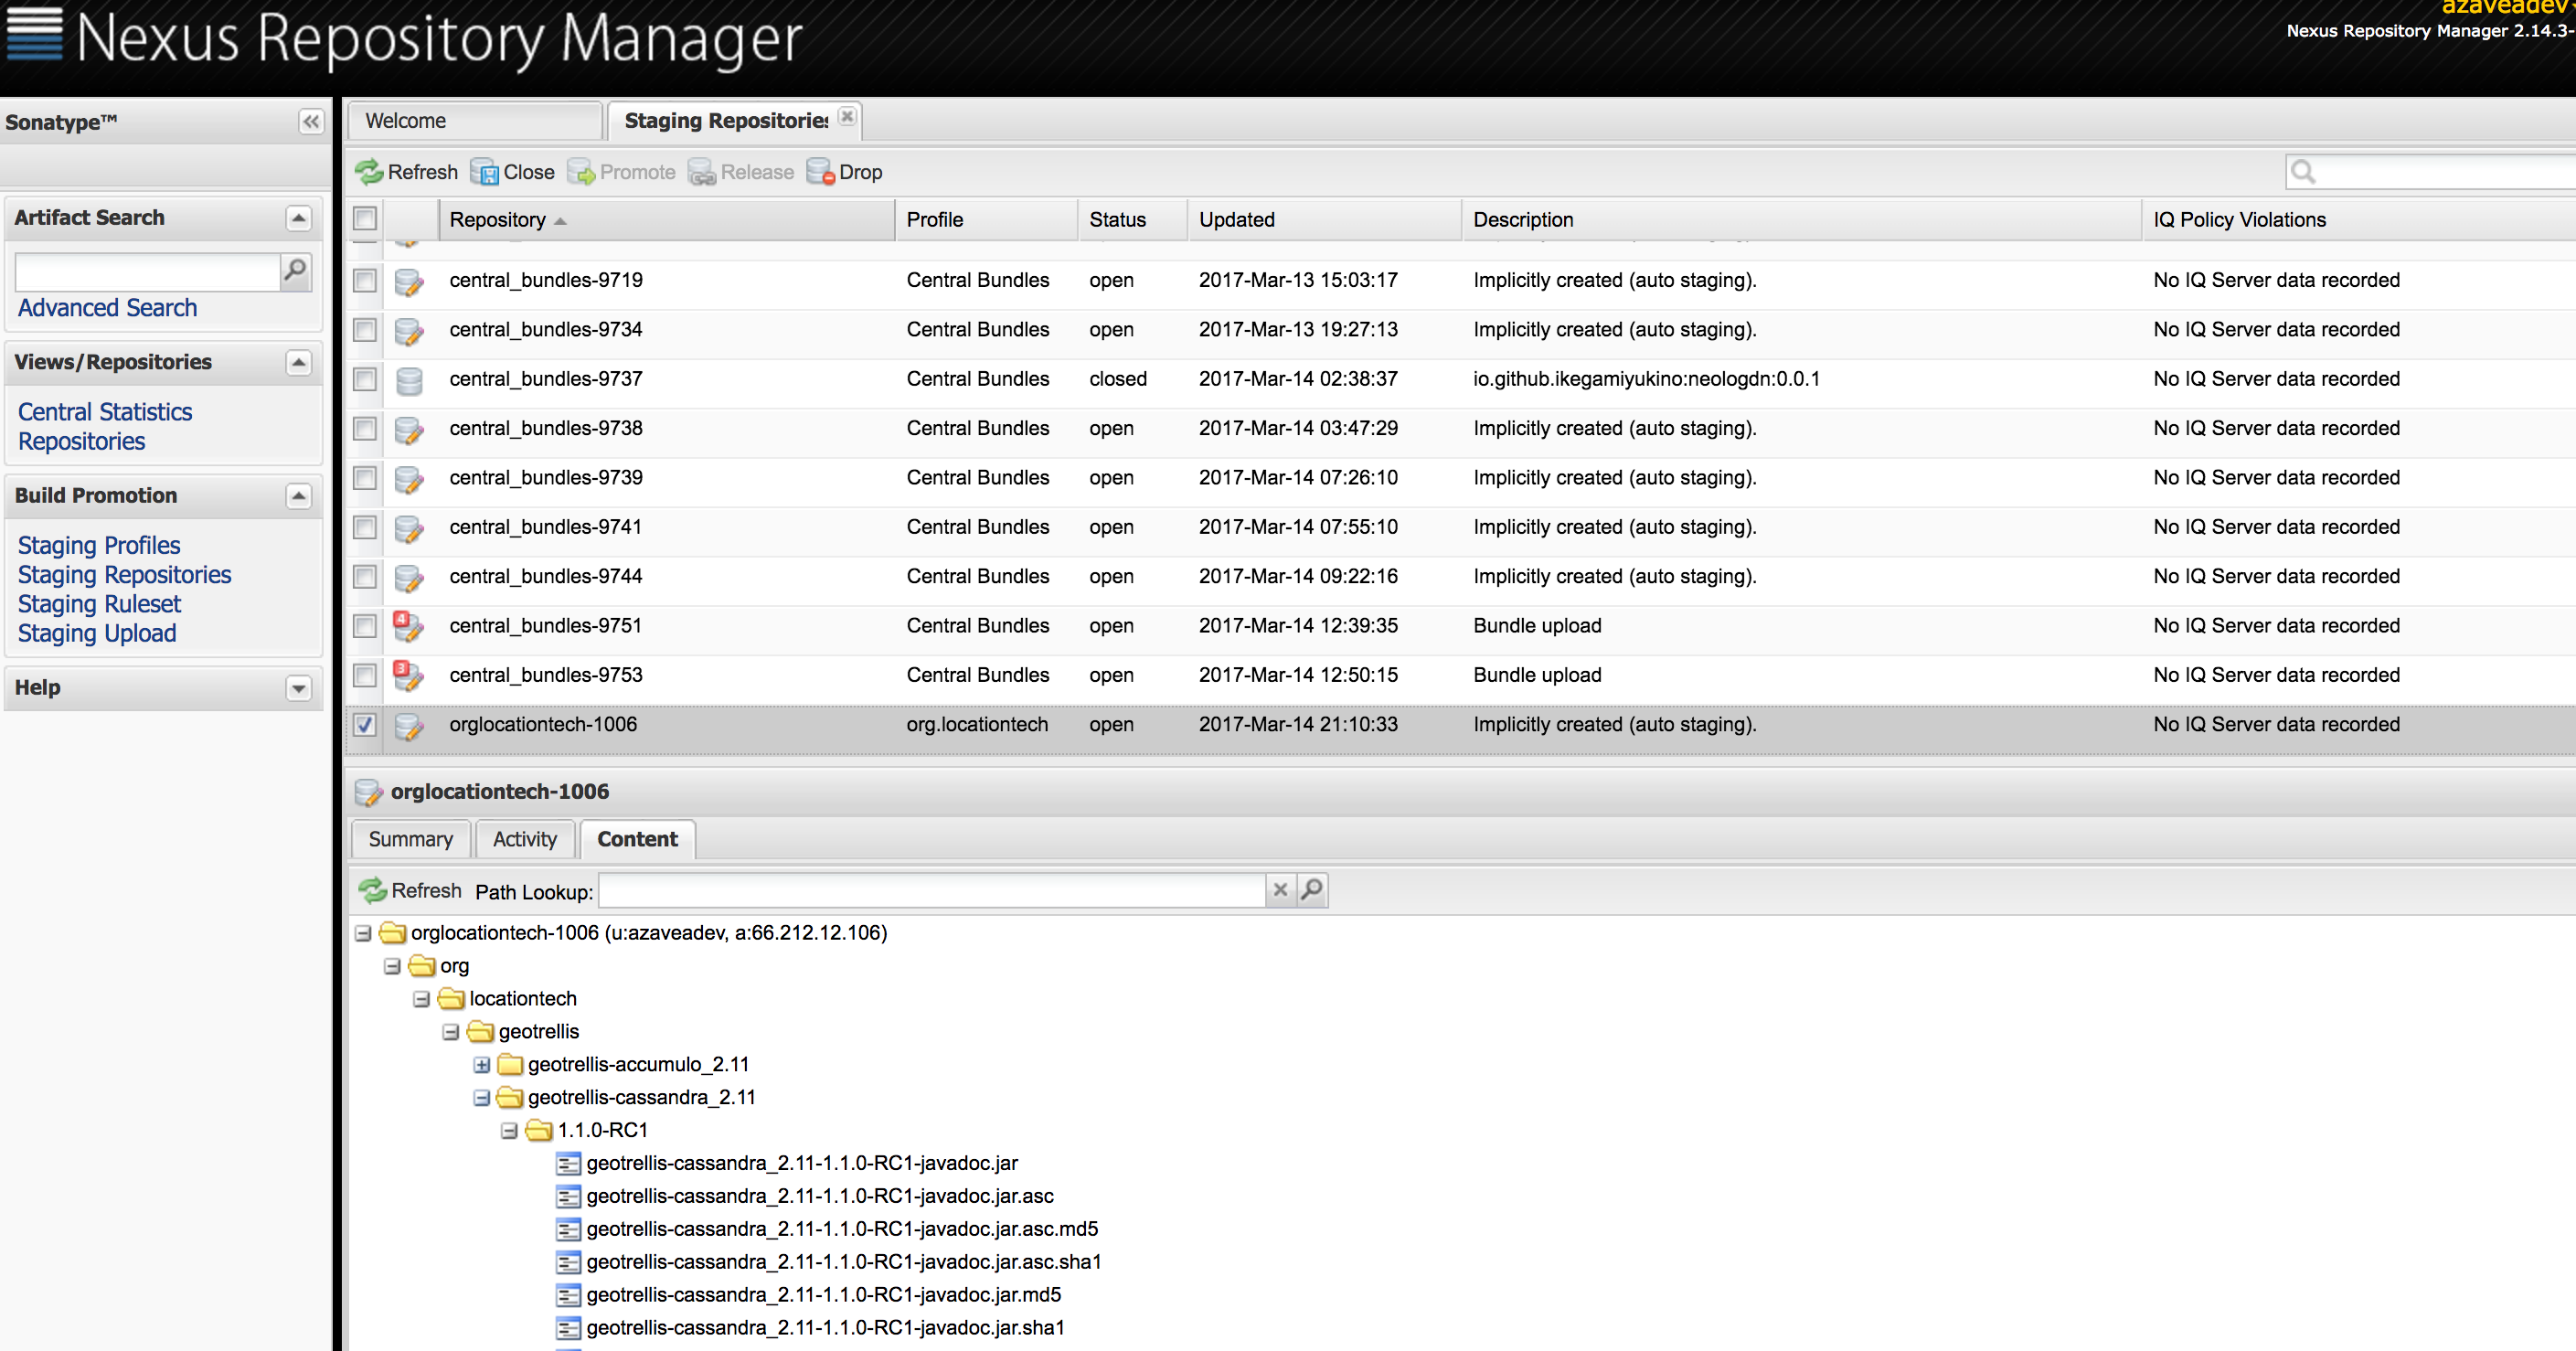 Nexus Repository Manager
azaveadev
Nexus Repository Manager 2.14.3-
Sonatype™
Welcome
Staging Repositories
Refresh Close Promote Release Drop
Artifact Search
Advanced Search
Views/Repositories
Central Statistics
Repositories
Build Promotion
Staging Profiles
Staging Repositories
Staging Ruleset
Staging Upload
Help
Repository Profile Status Updated Description IQ Policy Violations
central_bundles-9719 Central Bundles open 2017-Mar-13 15:03:17 Implicitly created (auto staging). No IQ Server data recorded
central_bundles-9734 Central Bundles open 2017-Mar-13 19:27:13 Implicitly created (auto staging). No IQ Server data recorded
central_bundles-9737 Central Bundles closed 2017-Mar-14 02:38:37 io.github.ikegamiyukino:neologdn:0.0.1 No IQ Server data recorded
central_bundles-9738 Central Bundles open 2017-Mar-14 03:47:29 Implicitly created (auto staging). No IQ Server data recorded
central_bundles-9739 Central Bundles open 2017-Mar-14 07:26:10 Implicitly created (auto staging). No IQ Server data recorded
central_bundles-9741 Central Bundles open 2017-Mar-14 07:55:10 Implicitly created (auto staging). No IQ Server data recorded
central_bundles-9744 Central Bundles open 2017-Mar-14 09:22:16 Implicitly created (auto staging). No IQ Server data recorded
4 central_bundles-9751 Central Bundles open 2017-Mar-14 12:39:35 Bundle upload No IQ Server data recorded
3 central_bundles-9753 Central Bundles open 2017-Mar-14 12:50:15 Bundle upload No IQ Server data recorded
orglocationtech-1006 org.locationtech open 2017-Mar-14 21:10:33 Implicitly created (auto staging). No IQ Server data recorded
orglocationtech-1006
Summary Activity Content
Refresh Path Lookup:
orglocationtech-1006 (u:azaveadev, a:66.212.12.106)
org
locationtech
geotrellis
geotrellis-accumulo_2.11
geotrellis-cassandra_2.11
1.1.0-RC1
geotrellis-cassandra_2.11-1.1.0-RC1-javadoc.jar
geotrellis-cassandra_2.11-1.1.0-RC1-javadoc.jar.asc
geotrellis-cassandra_2.11-1.1.0-RC1-javadoc.jar.asc.md5
geotrellis-cassandra_2.11-1.1.0-RC1-javadoc.jar.asc.sha1
geotrellis-cassandra_2.11-1.1.0-RC1-javadoc.jar.md5
geotrellis-cassandra_2.11-1.1.0-RC1-javadoc.jar.sha1